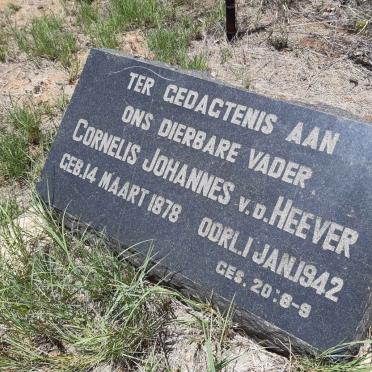 TER GEDACTENIS AAN
ONS DIERBARE VADER
CORNELIS JOHANNES V.D. HEEVER
GEB. 14 MAART 1878
OORL. 1 JAN. 1942
GES. 20:8-9